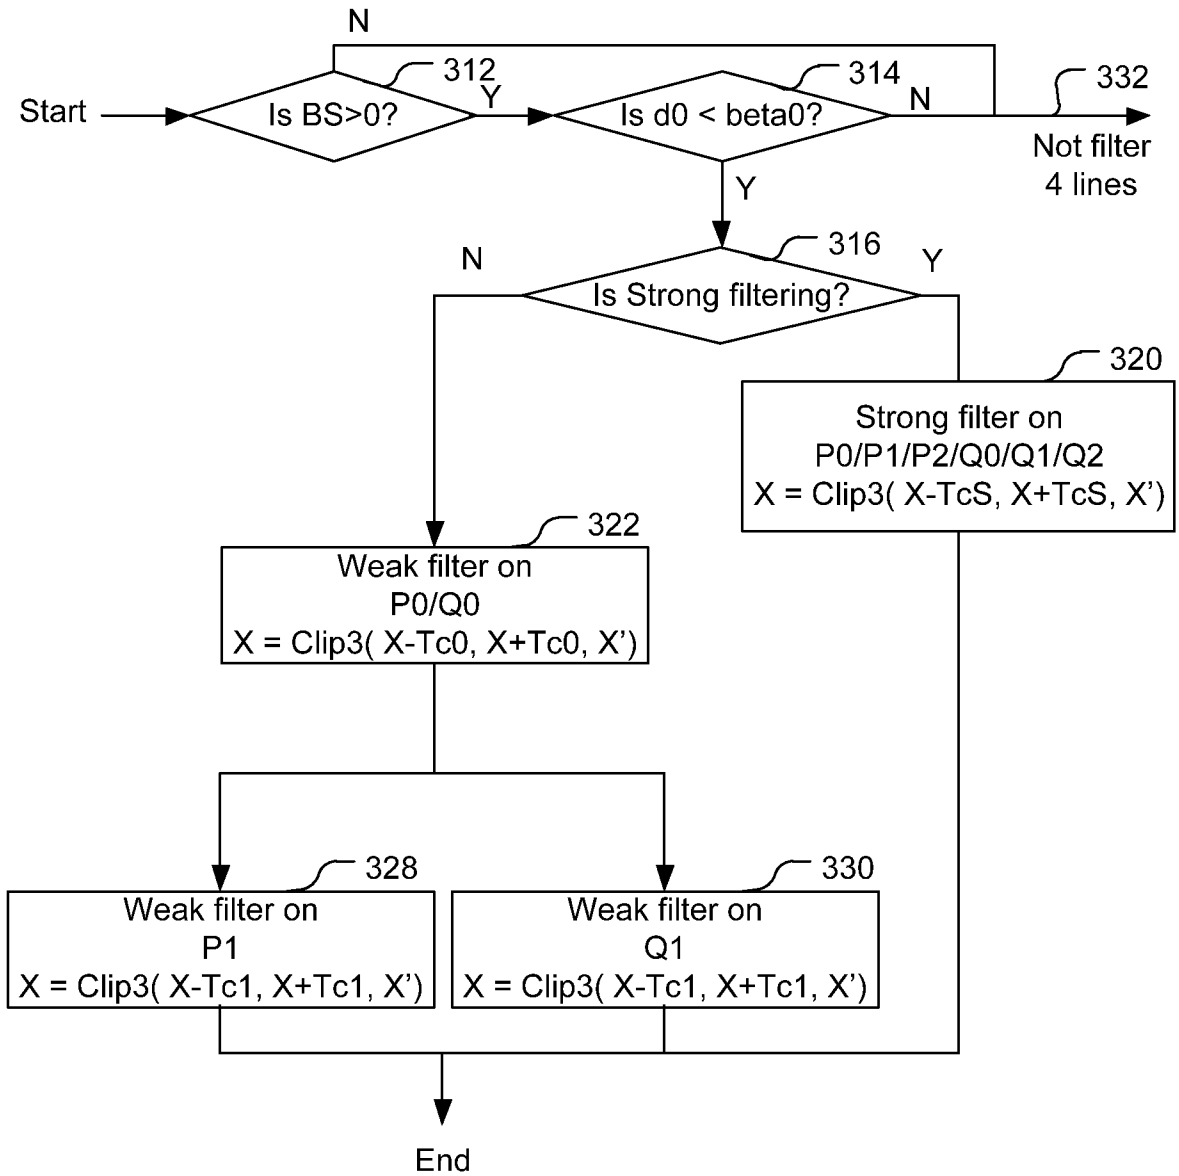 N
312
314
332
Start
Is BS>0?
Y
Is d0 < beta0?
N
Not filter
4 lines
Y
316
N
Y
Is Strong filtering?
320
Strong filter on
P0/P1/P2/Q0/Q1/Q2
X = Clip3( X-TcS, X+TcS, X’)
322
Weak filter on
P0/Q0
X = Clip3( X-Tc0, X+Tc0, X’)
328
Weak filter on
P1
X = Clip3( X-Tc1, X+Tc1, X’)
330
Weak filter on
Q1
X = Clip3( X-Tc1, X+Tc1, X’)
End